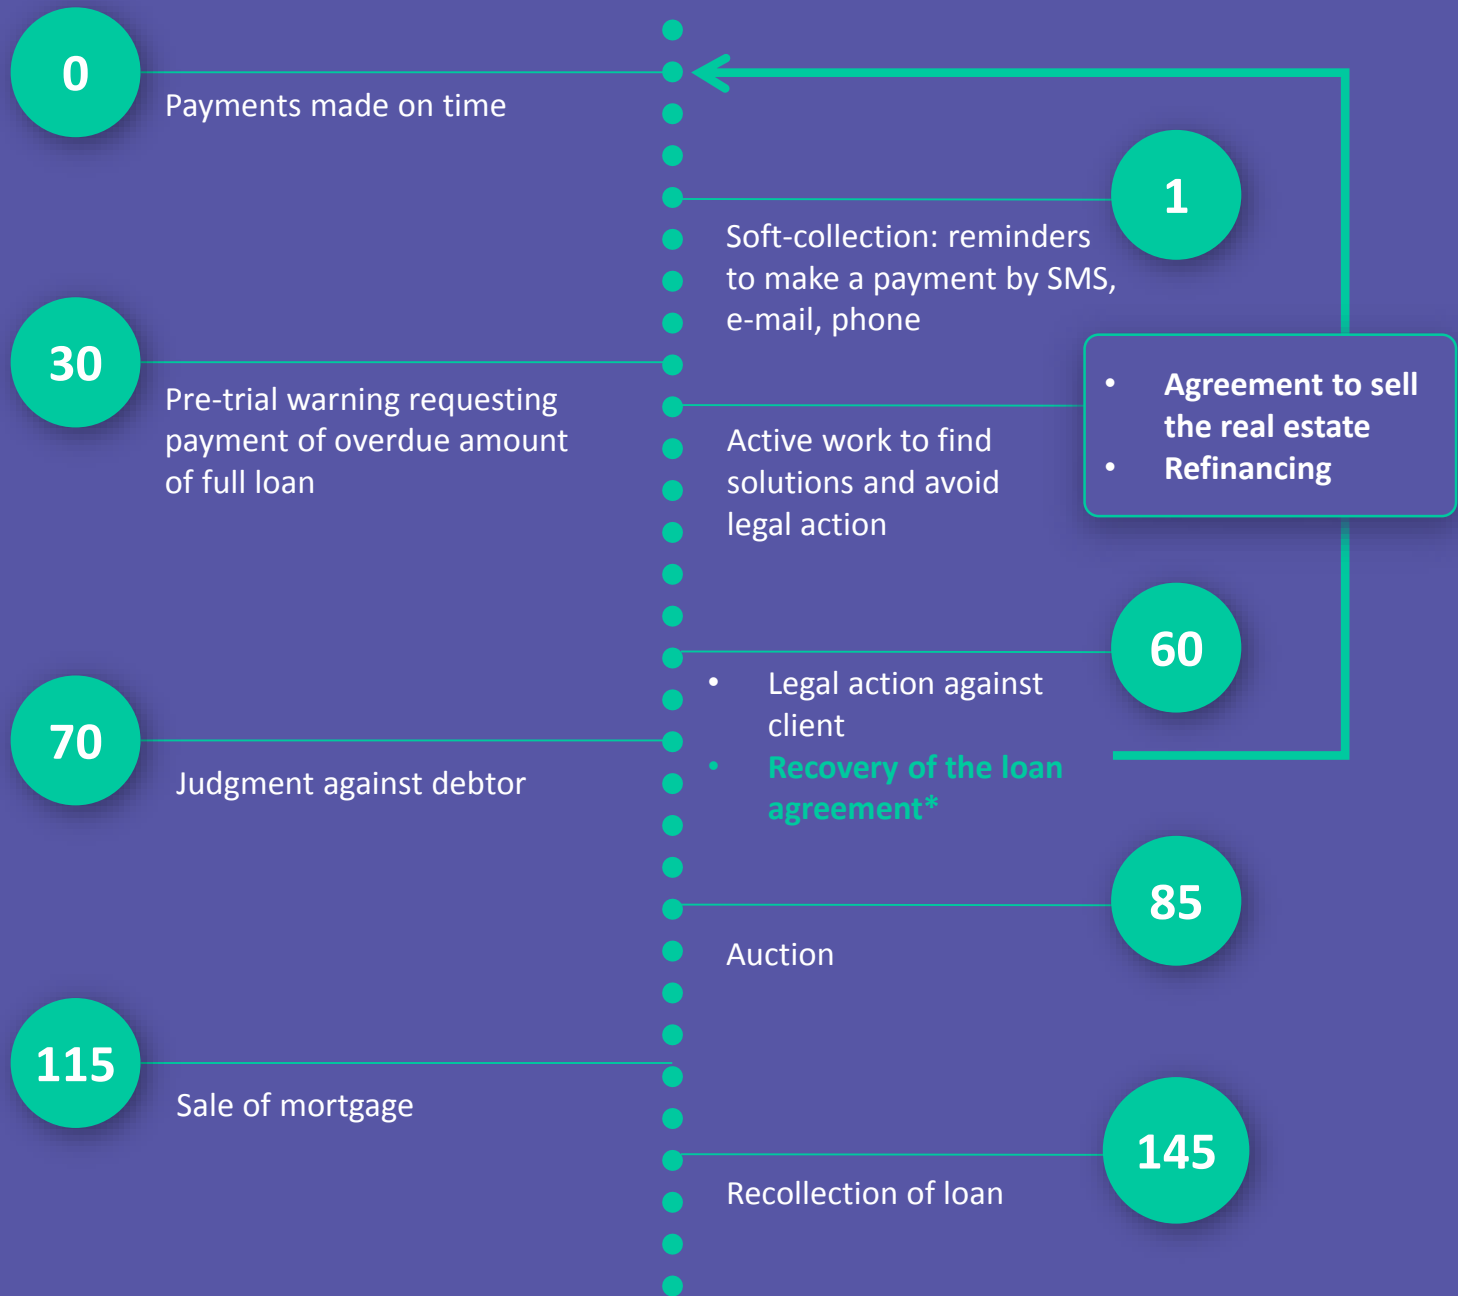 0
Payments made on time
1
Soft-collection: reminders
to make a payment by SMS,
e-mail, phone
30
Pre-trial warning requesting
payment of overdue amount
of full loan
Active work to find
solutions and avoid
legal action
• Agreement to sell
the real estate
• Refinancing
60
• Legal action against
client
• Recovery of the loan
agreement*
70
Judgment against debtor
85
Auction
115
Sale of mortgage
145
Recollection of loan